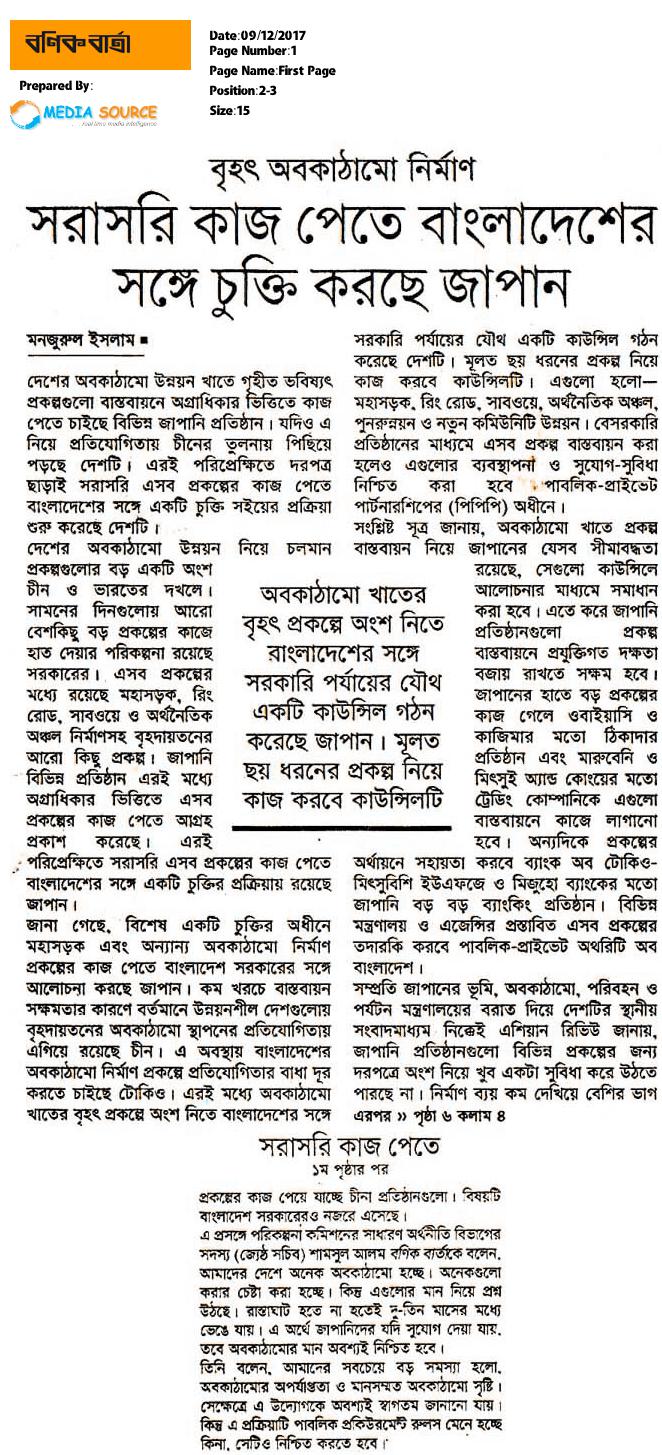 বণিক বার্তা
Prepared By:
MEDIA SOURCE
real time media intelligence
Date:09/12/2017
Page Number:1
Page Name:First Page
Position:2-3
Size:15
বৃহৎ অবকাঠামো নির্মাণ
সরাসরি কাজ পেতে বাংলাদেশের
সঙ্গে চুক্তি করছে জাপান
মনজুরুল ইসলাম ■
দেশের অবকাঠামো উন্নয়ন খাতে গৃহীত ভবিষ্যৎ
প্রকল্পগুলো বাস্তবায়নে অগ্রাধিকার ভিত্তিতে কাজ
পেতে চাইছে বিভিন্ন জাপানি প্রতিষ্ঠান। যদিও এ
নিয়ে প্রতিযোগিতায় চীনের তুলনায় পিছিয়ে
পড়ছে দেশটি। এরই পরিপ্রেক্ষিতে দরপত্র
ছাড়াই সরাসরি এসব প্রকল্পের কাজ পেতে
বাংলাদেশের সঙ্গে একটি চুক্তি সইয়ের প্রক্রিয়া
শুরু করেছে দেশটি।
দেশের অবকাঠামো উন্নয়ন নিয়ে চলমান
প্রকল্পগুলোর বড় একটি অংশ
চীন ও ভারতের দখলে।
সামনের দিনগুলোয় আরো
বেশকিছু বড় প্রকল্পের কাজে
হাত দেয়ার পরিকল্পনা রয়েছে
সরকারের। এসব প্রকল্পের
মধ্যে রয়েছে মহাসড়ক, রিং
রোড, সাবওয়ে ও অর্থনৈতিক
অঞ্চল নির্মাণসহ বৃহদায়তনের
আরো কিছু প্রকল্প। জাপানি
বিভিন্ন প্রতিষ্ঠান এরই মধ্যে
অগ্রাধিকার ভিত্তিতে এসব
প্রকল্পের কাজ পেতে আগ্রহ
প্রকাশ করেছে। এরই
পরিপ্রেক্ষিতে সরাসরি এসব প্রকল্পের কাজ পেতে
বাংলাদেশের সঙ্গে একটি চুক্তির প্রক্রিয়ায় রয়েছে
জাপান।
জানা গেছে, বিশেষ একটি চুক্তির অধীনে
মহাসড়ক এবং অন্যান্য অবকাঠামো নির্মাণ
প্রকল্পের কাজ পেতে বাংলাদেশ সরকারের সঙ্গে
আলোচনা করছে জাপান। কম খরচে বাস্তবায়ন
সক্ষমতার কারণে বর্তমানে উন্নয়নশীল দেশগুলোয়
বৃহদায়তনের অবকাঠামো স্থাপনের প্রতিযোগিতায়
এগিয়ে রয়েছে চীন। এ অবস্থায় বাংলাদেশের
অবকাঠামো নির্মাণ প্রকল্পে প্রতিযোগিতার বাধা দূর
করতে চাইছে টোকিও। এরই মধ্যে অবকাঠামো
খাতের বৃহৎ প্রকল্পে অংশ নিতে বাংলাদেশের সঙ্গে
অবকাঠামো খাতের
বৃহৎ প্রকল্পে অংশ নিতে
বাংলাদেশের সঙ্গে
সরকারি পর্যায়ের যৌথ
একটি কাউন্সিল গঠন
করেছে জাপান। মূলত
ছয় ধরনের প্রকল্প নিয়ে
কাজ করবে কাউন্সিলটি
সরকারি পর্যায়ের যৌথ একটি কাউন্সিল গঠন
করেছে দেশটি। মূলত ছয় ধরনের প্রকল্প নিয়ে
কাজ করবে কাউন্সিলটি। এগুলো হলো—
মহাসড়ক, রিং রোড, সাবওয়ে, অর্থনৈতিক অঞ্চল,
পুনরুন্নয়ন ও নতুন কমিউনিটি উন্নয়ন। বেসরকারি
প্রতিষ্ঠানের মাধ্যমে এসব প্রকল্প বাস্তবায়ন করা
হলেও এগুলোর ব্যবস্থাপনা ও সুযোগ-সুবিধা
নিশ্চিত করা হবে পাবলিক-প্রাইভেট
পার্টনারশিপের (পিপিপি) অধীনে।
সংশ্লিষ্ট সূত্র জানায়, অবকাঠামো খাতে প্রকল্প
বাস্তবায়ন নিয়ে জাপানের যেসব সীমাবদ্ধতা
রয়েছে, সেগুলো কাউন্সিলে
আলোচনার মাধ্যমে সমাধান
করা হবে। এতে করে জাপানি
প্রতিষ্ঠানগুলো প্রকল্প
বাস্তবায়নে প্রযুক্তিগত দক্ষতা
বজায় রাখতে সক্ষম হবে।
জাপানের হাতে বড় প্রকল্পের
কাজ গেলে ওবাইয়াসি ও
কাজিমার মতো ঠিকাদার
প্রতিষ্ঠান এবং মারুবেনি ও
মিৎসুই অ্যান্ড কোংয়ের মতো
ট্রেডিং কোম্পানিকে এগুলো
বাস্তবায়নে কাজে লাগানো
হবে। অন্যদিকে প্রকল্পের
অর্থায়নে সহায়তা করবে ব্যাংক অব টোকিও-
মিৎসুবিশি ইউএফজে ও মিজুহো ব্যাংকের মতো
জাপানি বড় বড় ব্যাংকিং প্রতিষ্ঠান। বিভিন্ন
মন্ত্রণালয় ও এজেন্সির প্রস্তাবিত এসব প্রকল্পের
তদারকি করবে পাবলিক-প্রাইভেট অথরিটি অব
বাংলাদেশ।
সম্প্রতি জাপানের ভূমি, অবকাঠামো, পরিবহন ও
পর্যটন মন্ত্রণালয়ের বরাত দিয়ে দেশটির স্থানীয়
সংবাদমাধ্যম নিক্কেই এশিয়ান রিভিউ জানায়,
জাপানি প্রতিষ্ঠানগুলো বিভিন্ন প্রকল্পের জন্য
দরপত্রে অংশ নিয়ে খুব একটা সুবিধা করে উঠতে
পারছে না। নির্মাণ ব্যয় কম দেখিয়ে বেশির ভাগ
এরপর » পৃষ্ঠা ৬ কলাম ৪
সরাসরি কাজ পেতে
১ম পৃষ্ঠার পর
প্রকল্পের কাজ পেয়ে যাচ্ছে চীনা প্রতিষ্ঠানগুলো। বিষয়টি
বাংলাদেশ সরকারেরও নজরে এসেছে।
এ প্রসঙ্গে পরিকল্পনা কমিশনের সাধারণ অর্থনীতি বিভাগের
সদস্য (জ্যেষ্ঠ সচিব) শামসুল আলম বণিক বার্তাকে বলেন,
আমাদের দেশে অনেক অবকাঠামো হচ্ছে। অনেকগুলো
করার চেষ্টা করা হচ্ছে। কিন্তু এগুলোর মান নিয়ে প্রশ্ন
উঠছে। রাস্তাঘাট হতে না হতেই দু-তিন মাসের মধ্যে
ভেঙে যায়। এ অর্থে জাপানিদের যদি সুযোগ দেয়া যায়,
তবে অবকাঠামোর মান অবশ্যই নিশ্চিত হবে।
তিনি বলেন, আমাদের সবচেয়ে বড় সমস্যা হলো,
অবকাঠামোর অপর্যাপ্ততা ও মানসম্মত অবকাঠামো সৃষ্টি।
সেক্ষেত্রে এ উদ্যোগকে অবশ্যই স্বাগতম জানানো যায়।
কিন্তু এ প্রক্রিয়াটি পাবলিক প্রকিউরমেন্ট রুলস মেনে হচ্ছে
কিনা, সেটিও নিশ্চিত করতে হবে।